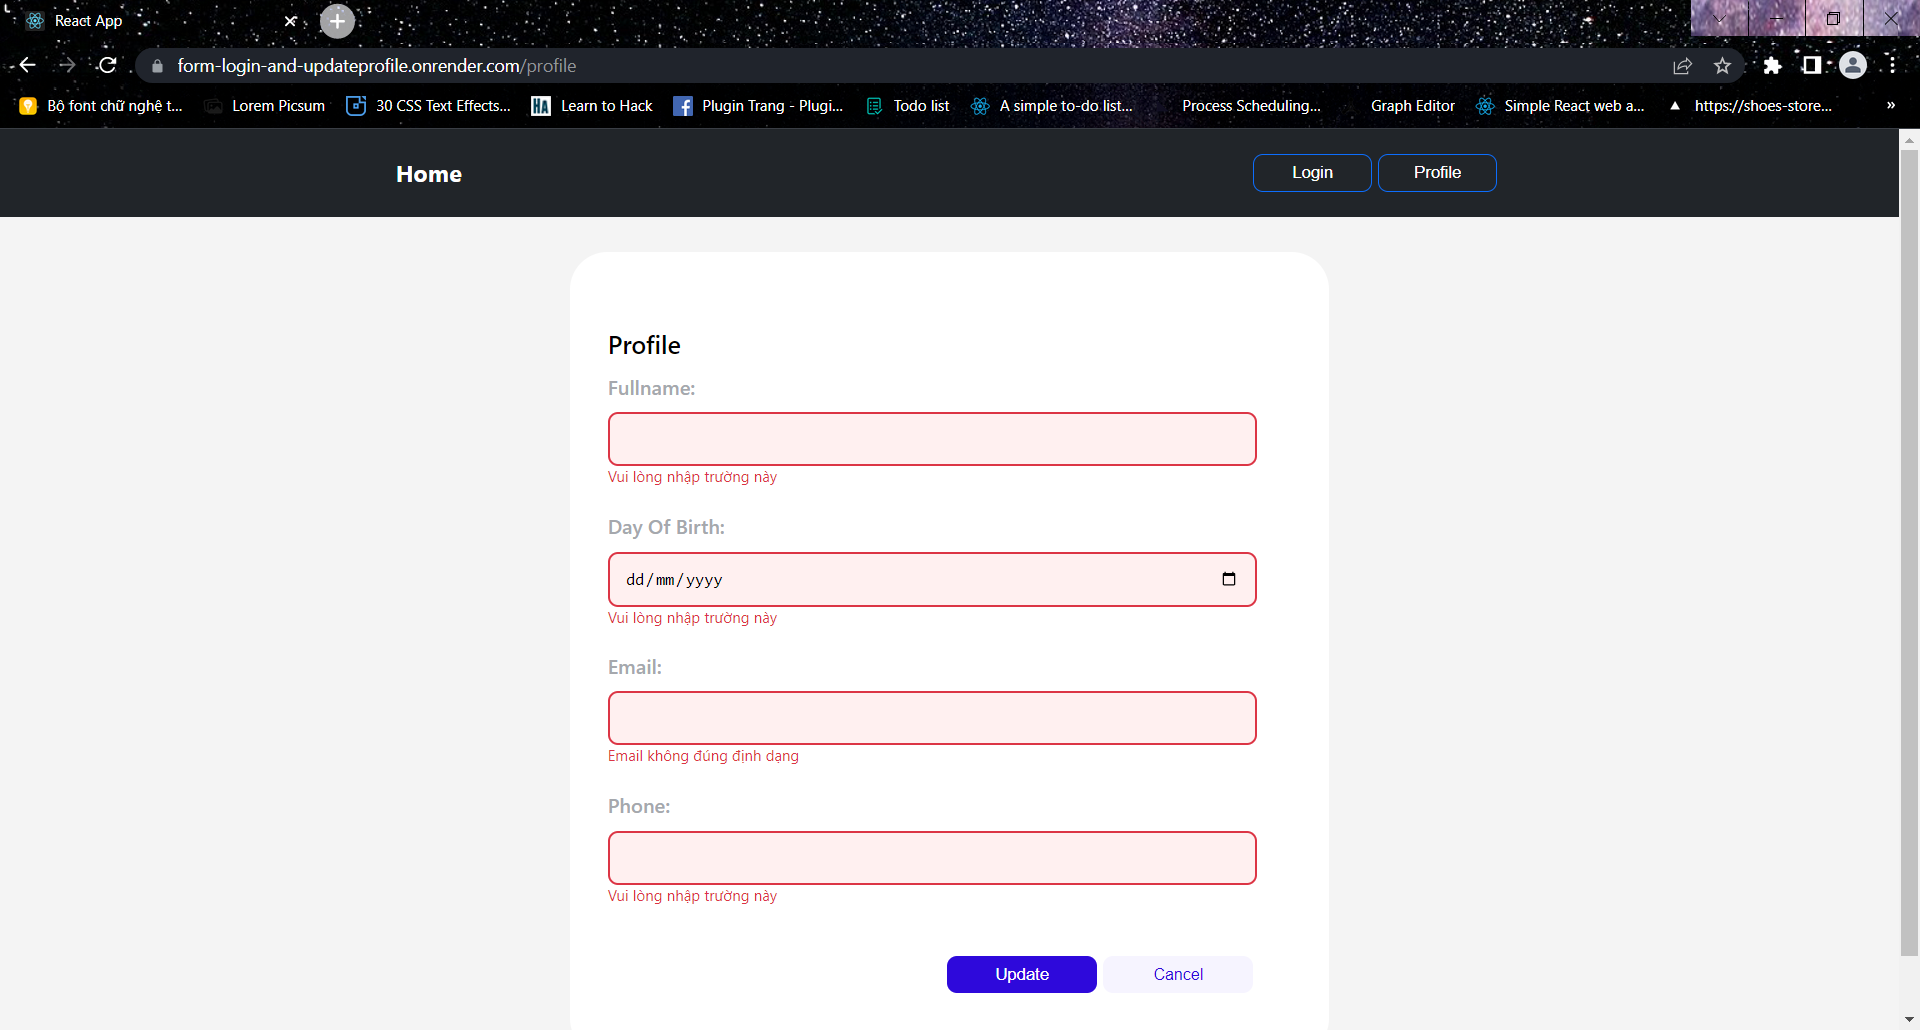 React App
form-login-and-updateprofile.onrender.com/profile
Bộ font chữ nghệ t... Lorem Picsum 30 CSS Text Effects... HA Learn to Hack Plugin Trang - Plugi... Todo list A simple to-do list... Process Scheduling... Graph Editor Simple React web a... https://shoes-store... »
Home Login Profile
Profile
Fullname:
Vui lòng nhập trường này
Day Of Birth:
dd/mm/yyyy
Vui lòng nhập trường này
Email:
Email không đúng định dạng
Phone:
Vui lòng nhập trường này
Update Cancel